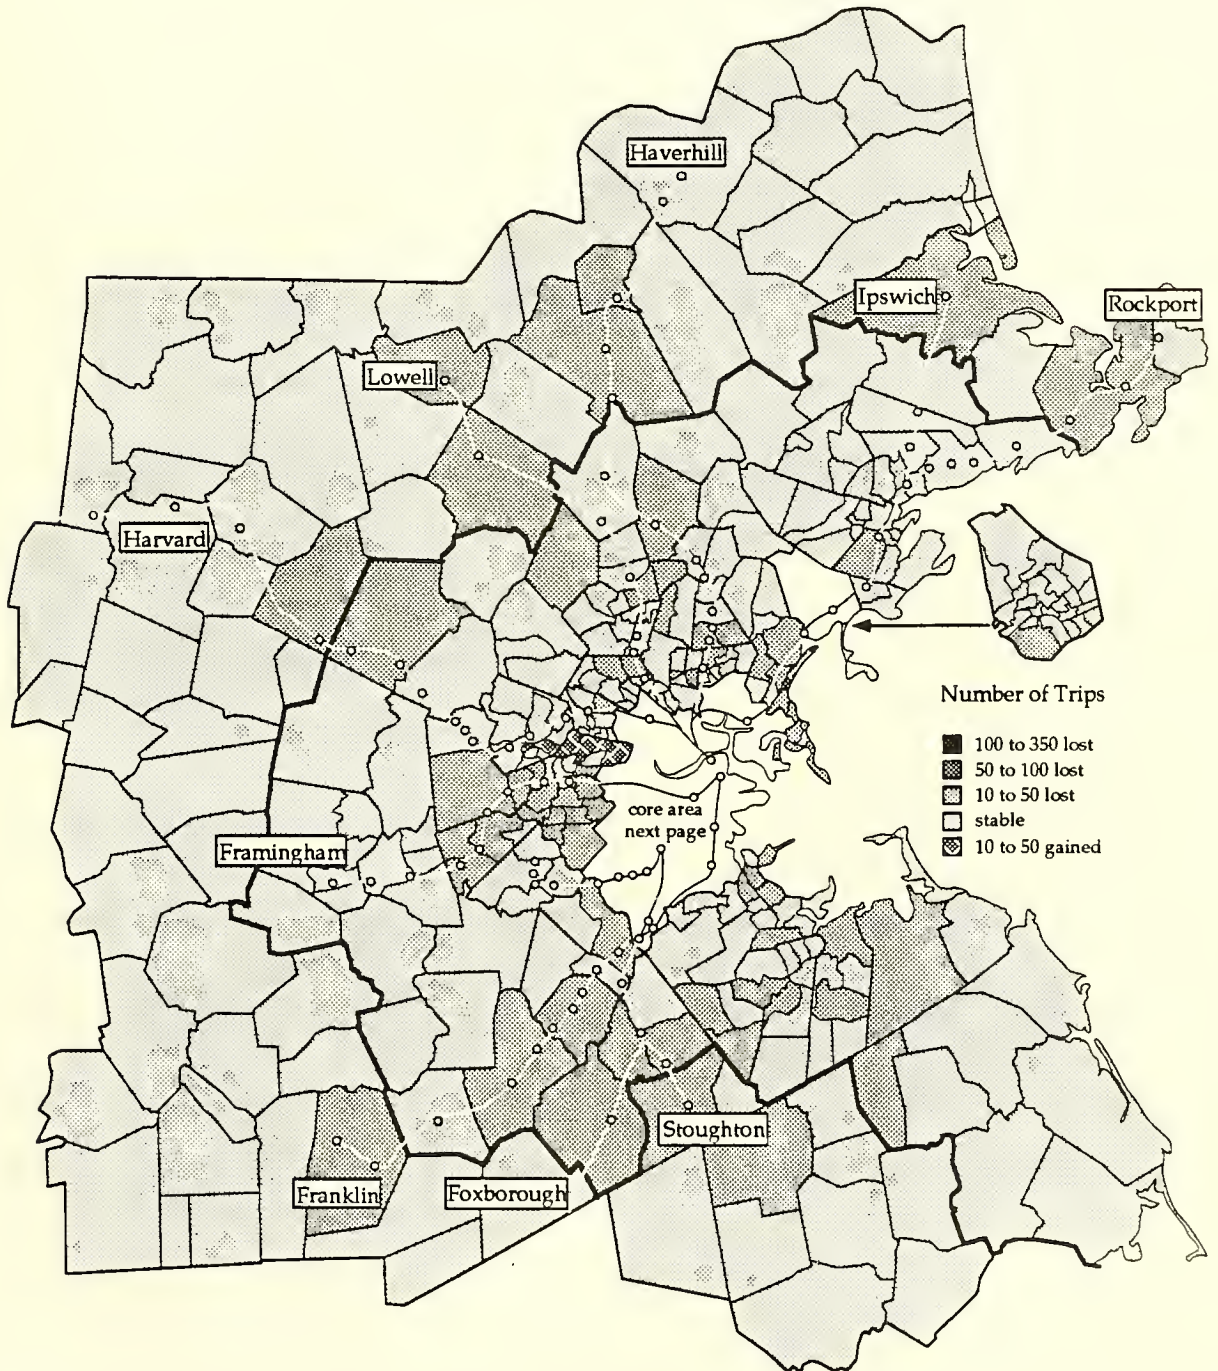 Haverhill
Ipswich
Rockport
Lowell
Harvard
Number of Trips
100 to 350 lost
50 to 100 lost
10 to 50 lost
stable
10 to 50 gained
core area
next page
Framingham
Stoughton
Franklin
Foxborough